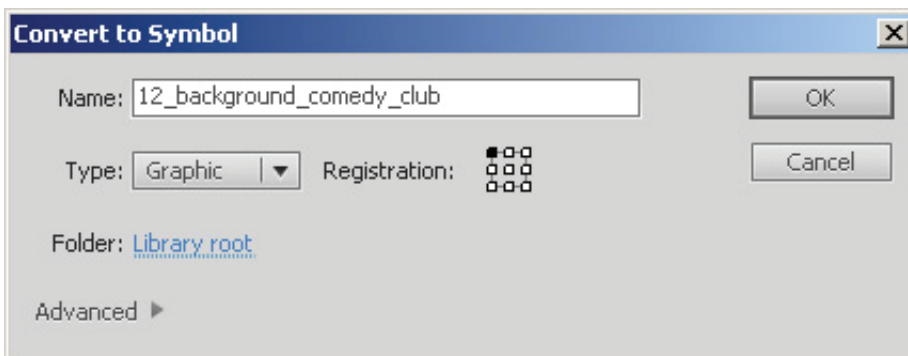 Convert to Symbol
Name: 12_background_comedy_club OK
Type: Graphic Registration: Cancel
Folder: Library root
Advanced